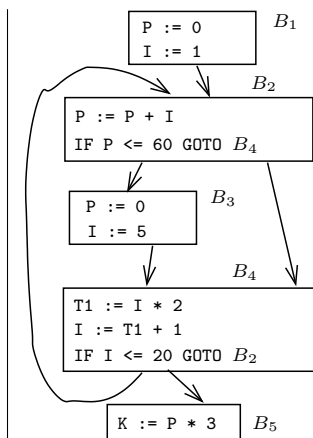 P := 0
I := 1
B₁
B₂
P := P + I
IF P <= 60 GOTO B₄
P := 0
I := 5
B₃
B₄
T1 := I * 2
I := T1 + 1
IF I <= 20 GOTO B₂
K := P * 3
B₅